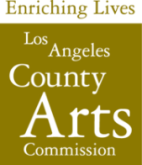 Enriching Lives
Los
Angeles
County
Arts
Commission